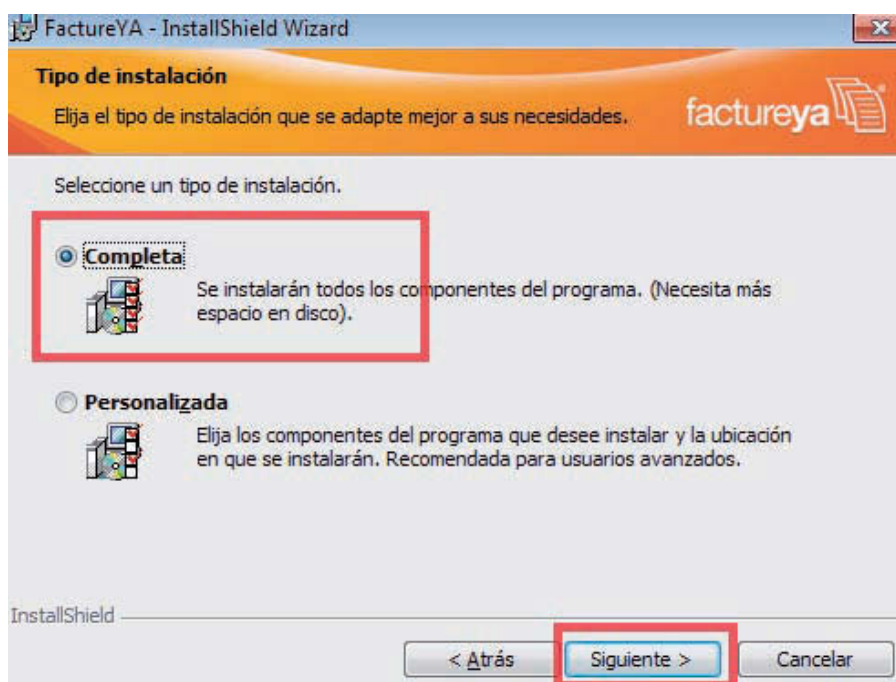 FactureYA - InstallShield Wizard
Tipo de instalación
Elija el tipo de instalación que se adapte mejor a sus necesidades.
factureya
Seleccione un tipo de instalación.
Completa
Se instalarán todos los componentes del programa. (Necesita más
espacio en disco).
Personalizada
Elija los componentes del programa que desee instalar y la ubicación
en que se instalarán. Recomendada para usuarios avanzados.
InstallShield
< Atrás
Siguiente >
Cancelar